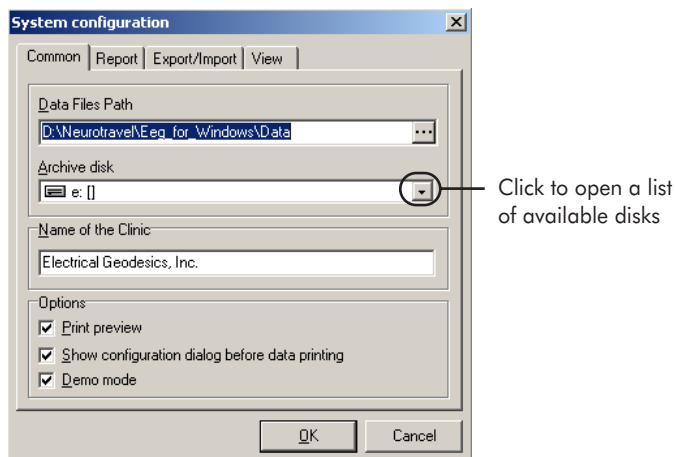 System configuration
Common Report Export/Import View
Data Files Path
D:\Neurotravel\Eeg_for_Windows\Data
...
Archive disk
e: []
Click to open a list
of available disks
Name of the Clinic
Electrical Geodesics, Inc.
Options
Print preview
Show configuration dialog before data printing
Demo mode
OK Cancel